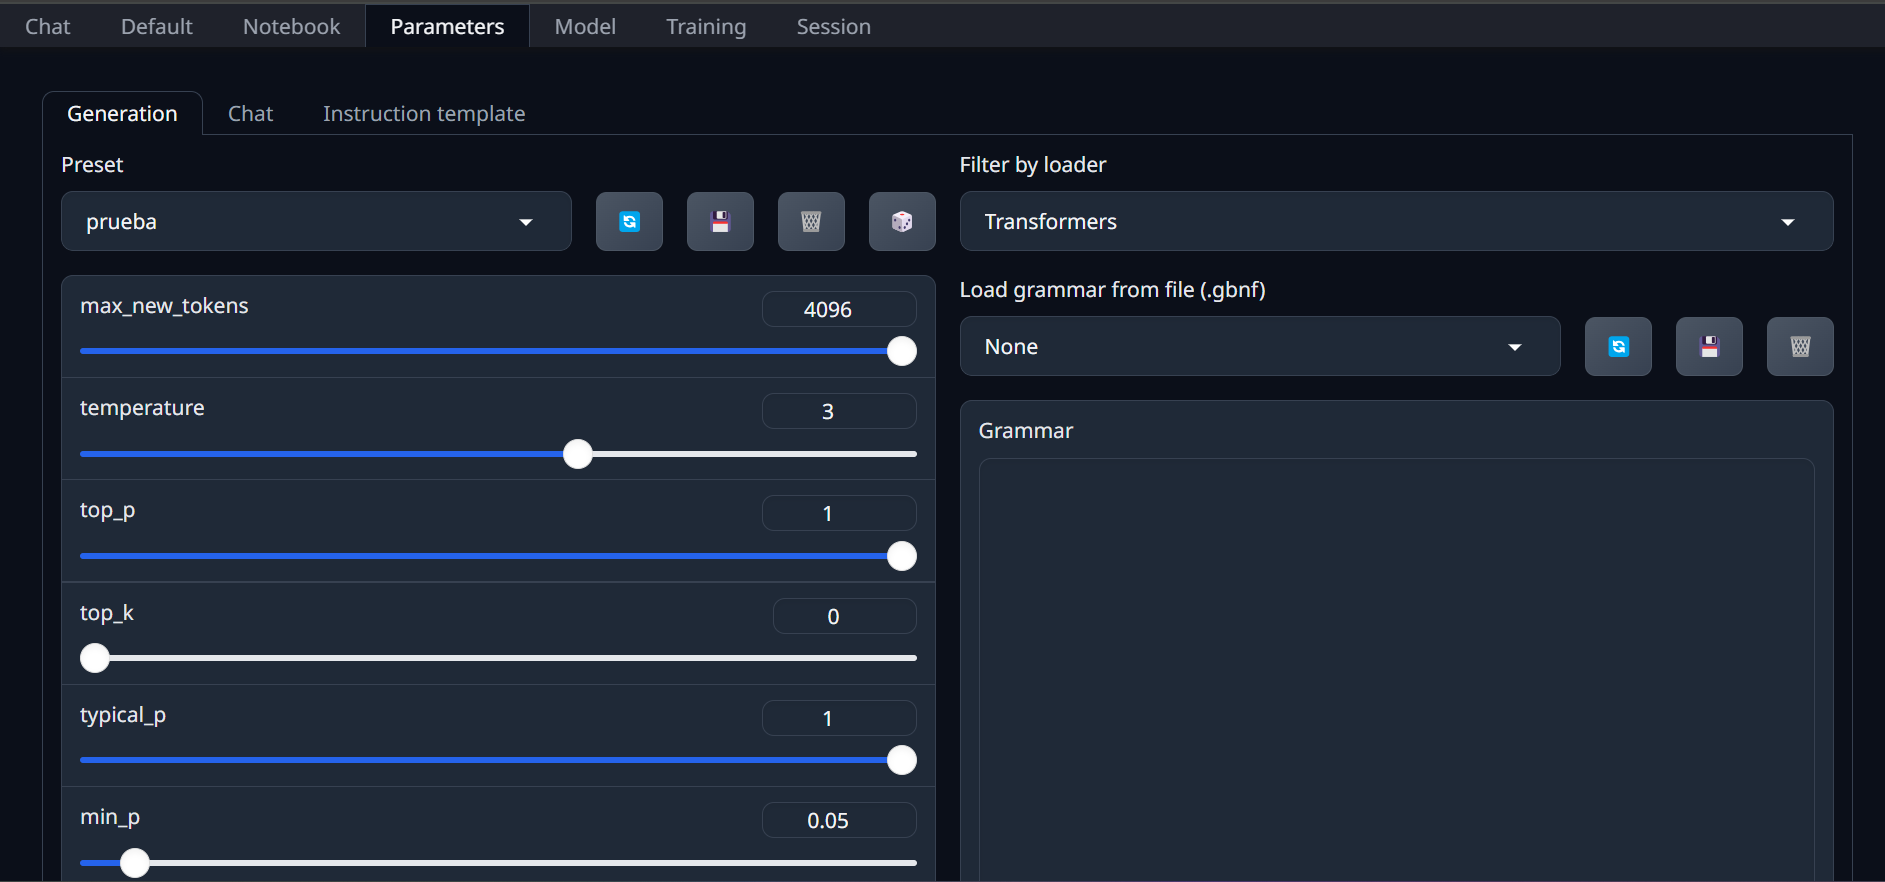 Chat Default Notebook Parameters Model Training Session
Generation Chat Instruction template
Preset
prueba
max_new_tokens 4096
temperature 3
top_p 1
top_k 0
typical_p 1
min_p 0.05
Filter by loader
Transformers
Load grammar from file (.gbnf)
None
Grammar